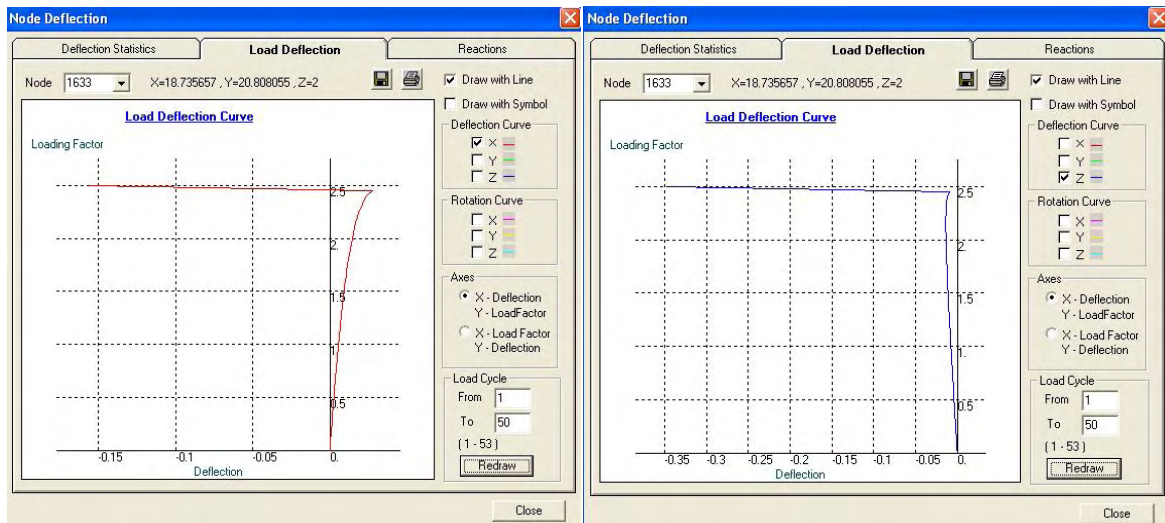 Node Deflection
Deflection Statistics
Load Deflection
Reactions
Node 1633 X=18.735657 , Y=20.808055 , Z=2
Draw with Line
Draw with Symbol
Load Deflection Curve
Loading Factor
2.5
2.
1.5
1.
0.5
-0.15 -0.1 -0.05 0.
Deflection
Deflection Curve
X
Y
Z
Rotation Curve
X
Y
Z
Axes
X - Deflection
Y - LoadFactor
X - Load Factor
Y - Deflection
Load Cycle
From 1
To 50
( 1 - 53 )
Redraw
Close
Node Deflection
Deflection Statistics
Load Deflection
Reactions
Node 1633 X=18.735657 , Y=20.808055 , Z=2
Draw with Line
Draw with Symbol
Load Deflection Curve
Loading Factor
2.5
2.
1.5
1.
0.5
-0.35 -0.3 -0.25 -0.2 -0.15 -0.1 -0.05 0.
Deflection
Deflection Curve
X
Y
Z
Rotation Curve
X
Y
Z
Axes
X - Deflection
Y - LoadFactor
X - Load Factor
Y - Deflection
Load Cycle
From 1
To 50
( 1 - 53 )
Redraw
Close